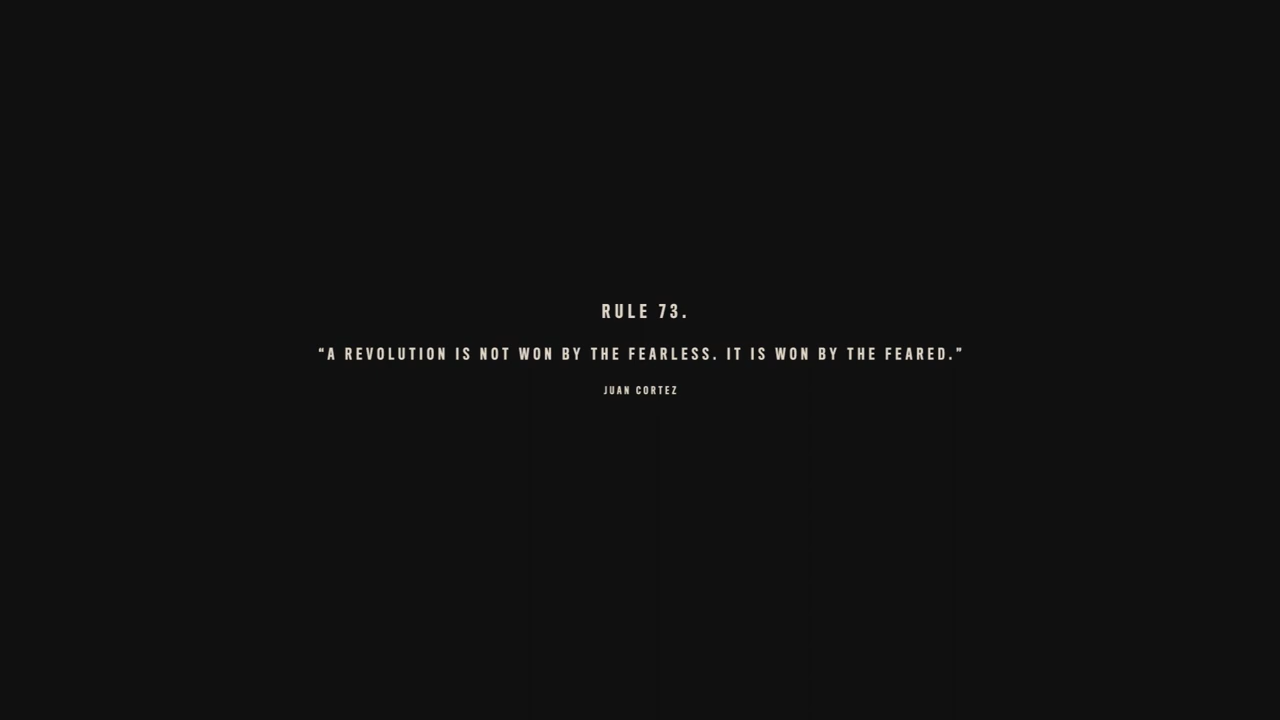 RULE 73.
“A REVOLUTION IS NOT WON BY THE FEARLESS. IT IS WON BY THE FEARED.”
JUAN CORTEZ